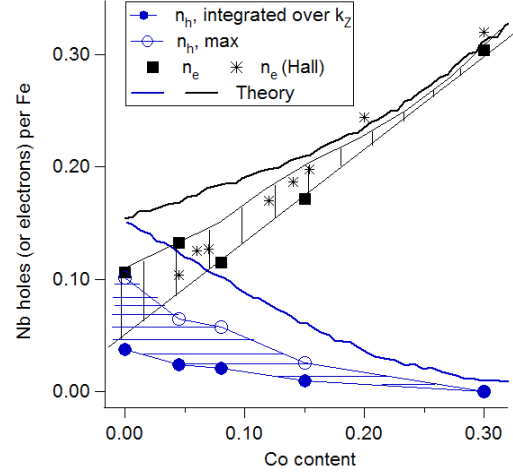 n_h, integrated over k_Z
n_h, max
n_e n_e (Hall)
Theory
Nb holes (or electrons) per Fe
0.30
0.20
0.10
0.00
0.00 0.10 0.20 0.30
Co content